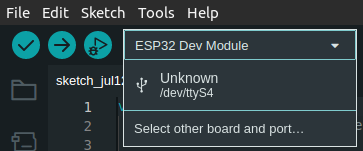 File Edit Sketch Tools Help
ESP32 Dev Module
Unknown
/dev/ttyS4
sketch_jul12
1
2
Select other board and port…
3